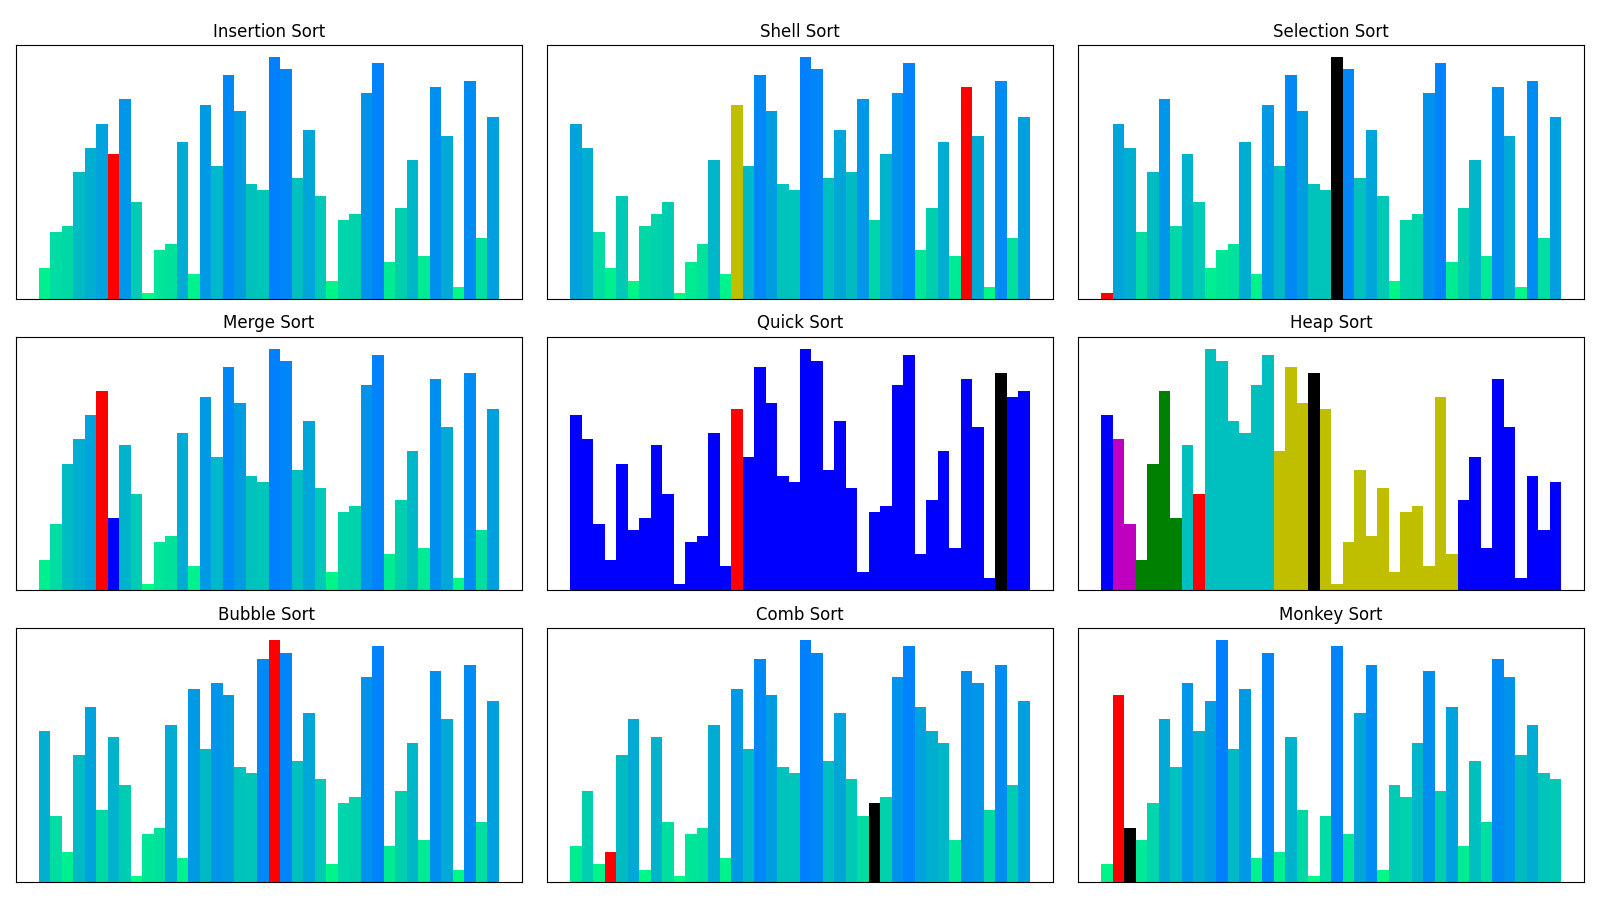 Insertion Sort
Shell Sort
Selection Sort
Merge Sort
Quick Sort
Heap Sort
Bubble Sort
Comb Sort
Monkey Sort